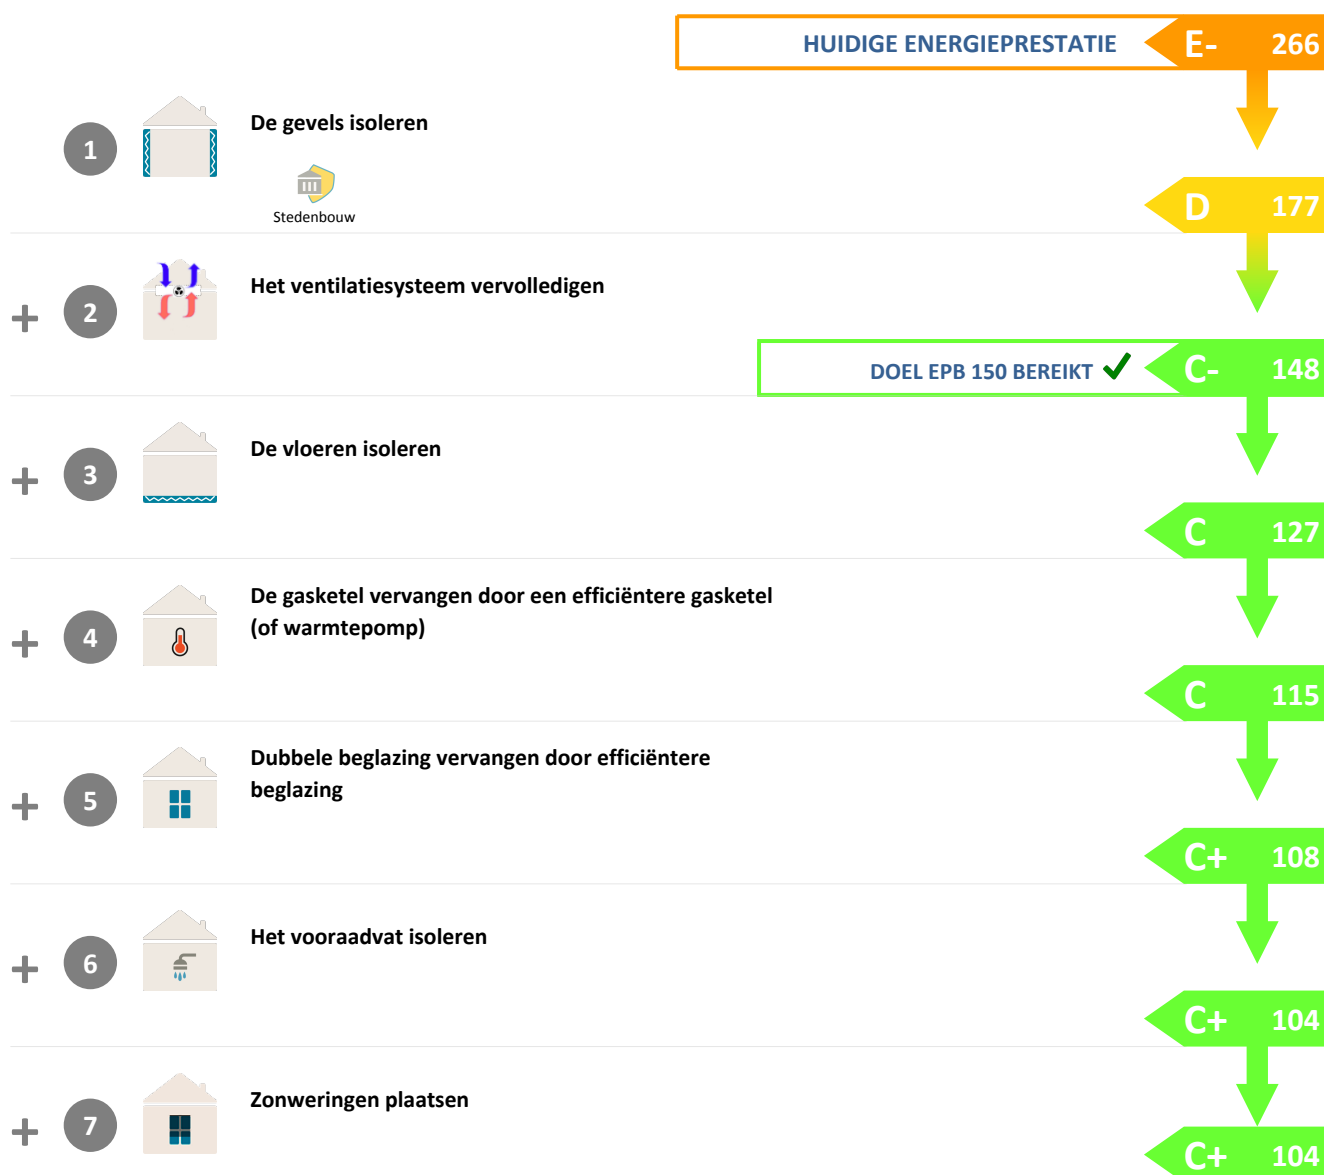 HUIDIGE ENERGIEPRESTATIE E- 266
1 De gevels isoleren
Stedenbouw
D 177
+ 2 Het ventilatiesysteem vervolledigen
DOEL EPB 150 BEREIKT ✓ C- 148
+ 3 De vloeren isoleren
C 127
De gasketel vervangen door een efficiëntere gasketel
+ 4 (of warmtepomp)
C 115
Dubbele beglazing vervangen door efficiëntere
+ 5 beglazing
C+ 108
+ 6 Het vooraadvat isoleren
C+ 104
+ 7 Zonweringen plaatsen
C+ 104